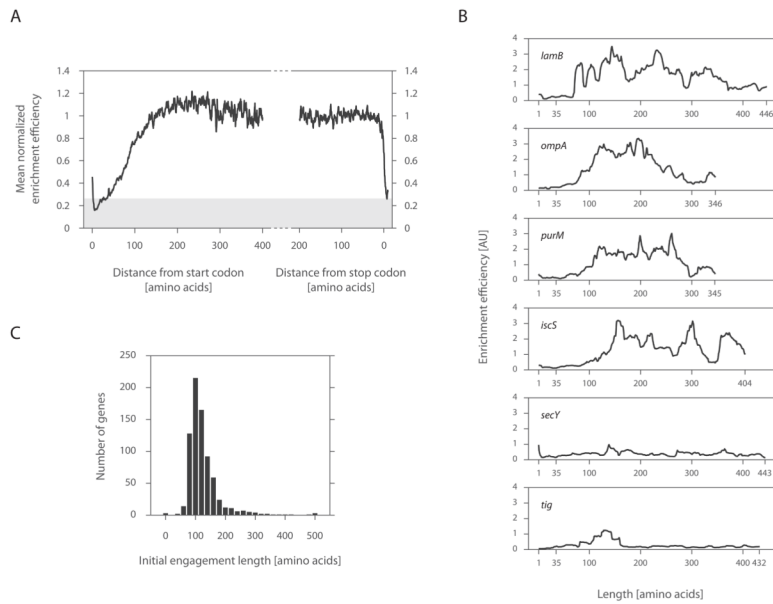 A
1.4
1.2
1
0.8
0.6
0.4
0.2
0
1.4
1.2
1
0.8
0.6
0.4
0.2
0
Mean normalized
enrichment efficiency
0 100 200 300 400 200 100 0
Distance from start codon
[amino acids]
Distance from stop codon
[amino acids]
C
250
200
150
100
50
0
Number of genes
0 100 200 300 400 500
Initial engagement length [amino acids]
B
Enrichment efficiency [AU]
lamB
4
3
2
1
0
1 35 100 200 300 400 446
ompA
4
3
2
1
0
1 35 100 200 300 346
purM
4
3
2
1
0
1 35 100 200 300 345
iscS
4
3
2
1
0
1 35 100 200 300 404
secY
4
3
2
1
0
1 35 100 200 300 400 443
tig
4
3
2
1
0
1 35 100 200 300 400 432
Length [amino acids]